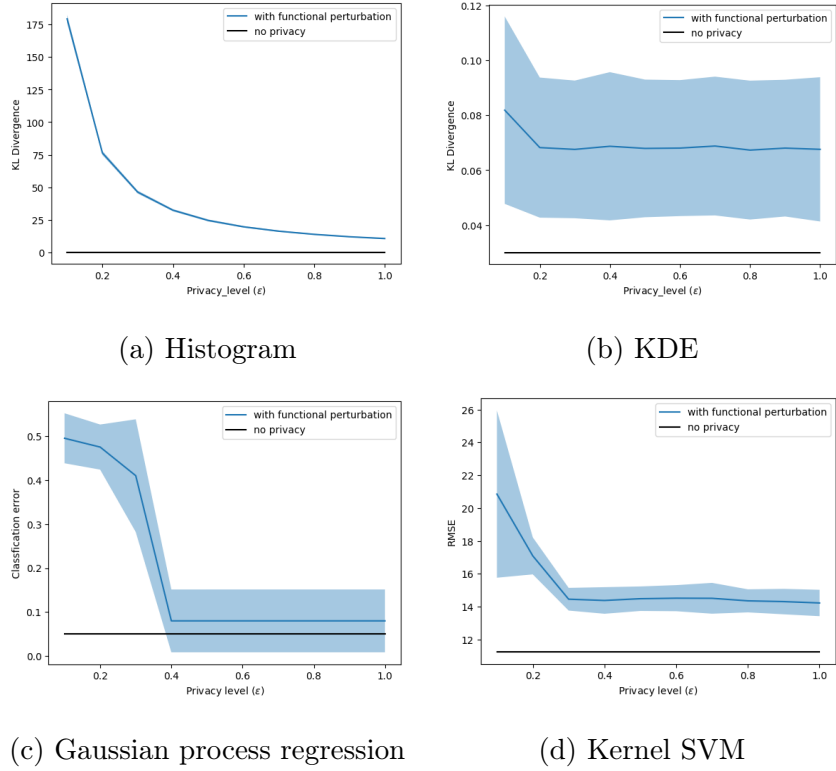 with functional perturbation
no privacy
175
150
125
100
75
50
25
0
KL Divergence
0.2
0.4
0.6
0.8
1.0
Privacy_level (ε)
(a) Histogram
with functional perturbation
no privacy
0.12
0.10
0.08
0.06
0.04
KL Divergence
0.2
0.4
0.6
0.8
1.0
Privacy_level (ε)
(b) KDE
with functional perturbation
no privacy
0.5
0.4
0.3
0.2
0.1
0.0
Classfication error
0.2
0.4
0.6
0.8
1.0
Privacy level (ε)
(c) Gaussian process regression
with functional perturbation
no privacy
26
24
22
20
18
16
14
12
RMSE
0.2
0.4
0.6
0.8
1.0
Privacy level (ε)
(d) Kernel SVM